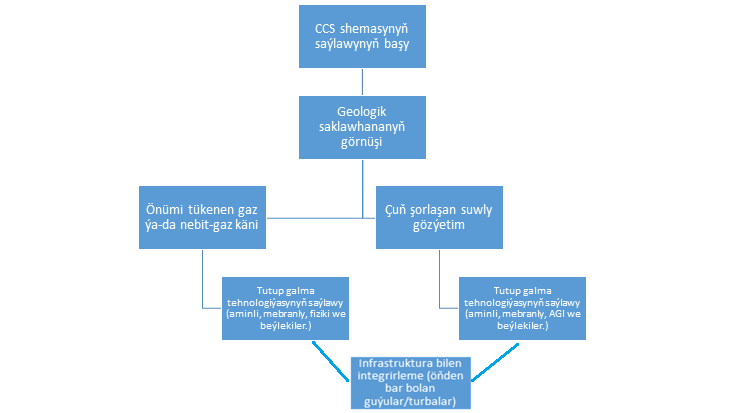 CCS shemasynyň
saýlawynyň başy
Geologik
saklawhananyň
görnüşi
Önümi tükenen gaz
ýa-da nebit-gaz käni
Çuň şorlaşan suwly
gözýetim
Tutup galma
tehnologiýasynyň saýlawy
(aminli, mebranly, fiziki we
beýlekiler.)
Tutup galma
tehnologiýasynyň saýlawy
(aminli, mebranly, AGI we
beýlekiler.)
Infrastruktura bilen
integrirleme (öňden
bar bolan
guýular/turbalar)